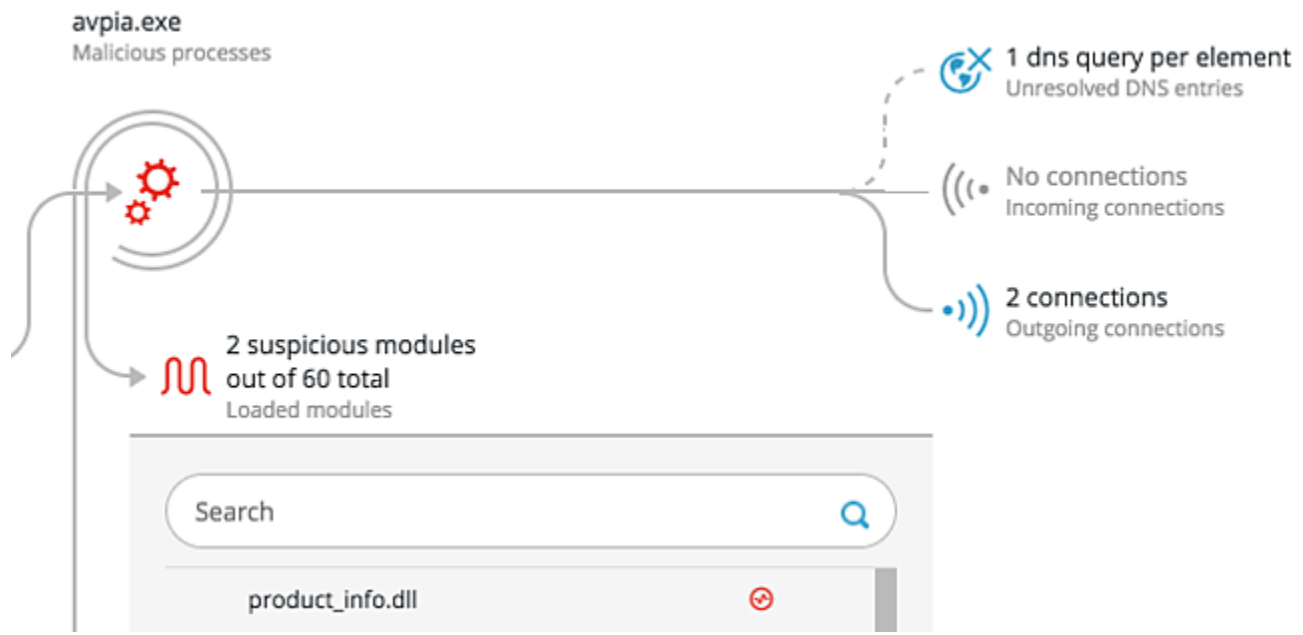 avpia.exe
Malicious processes
1 dns query per element
Unresolved DNS entries
No connections
Incoming connections
2 connections
Outgoing connections
2 suspicious modules
out of 60 total
Loaded modules
Search
product_info.dll